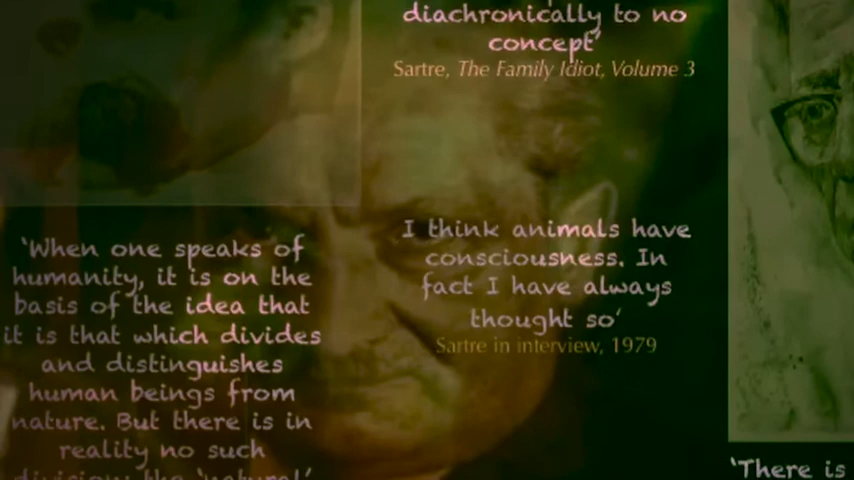 diachronically to no
concept'
Sartre, The Family Idiot, Volume 3
'When one speaks of
humanity, it is on the
basis of the idea that
it is that which divides
and distinguishes
human beings from
nature. But there is in
reality no such
division: the 'natural'
I think animals have
consciousness. In
fact I have always
thought so'
Sartre in interview, 1979
'There is